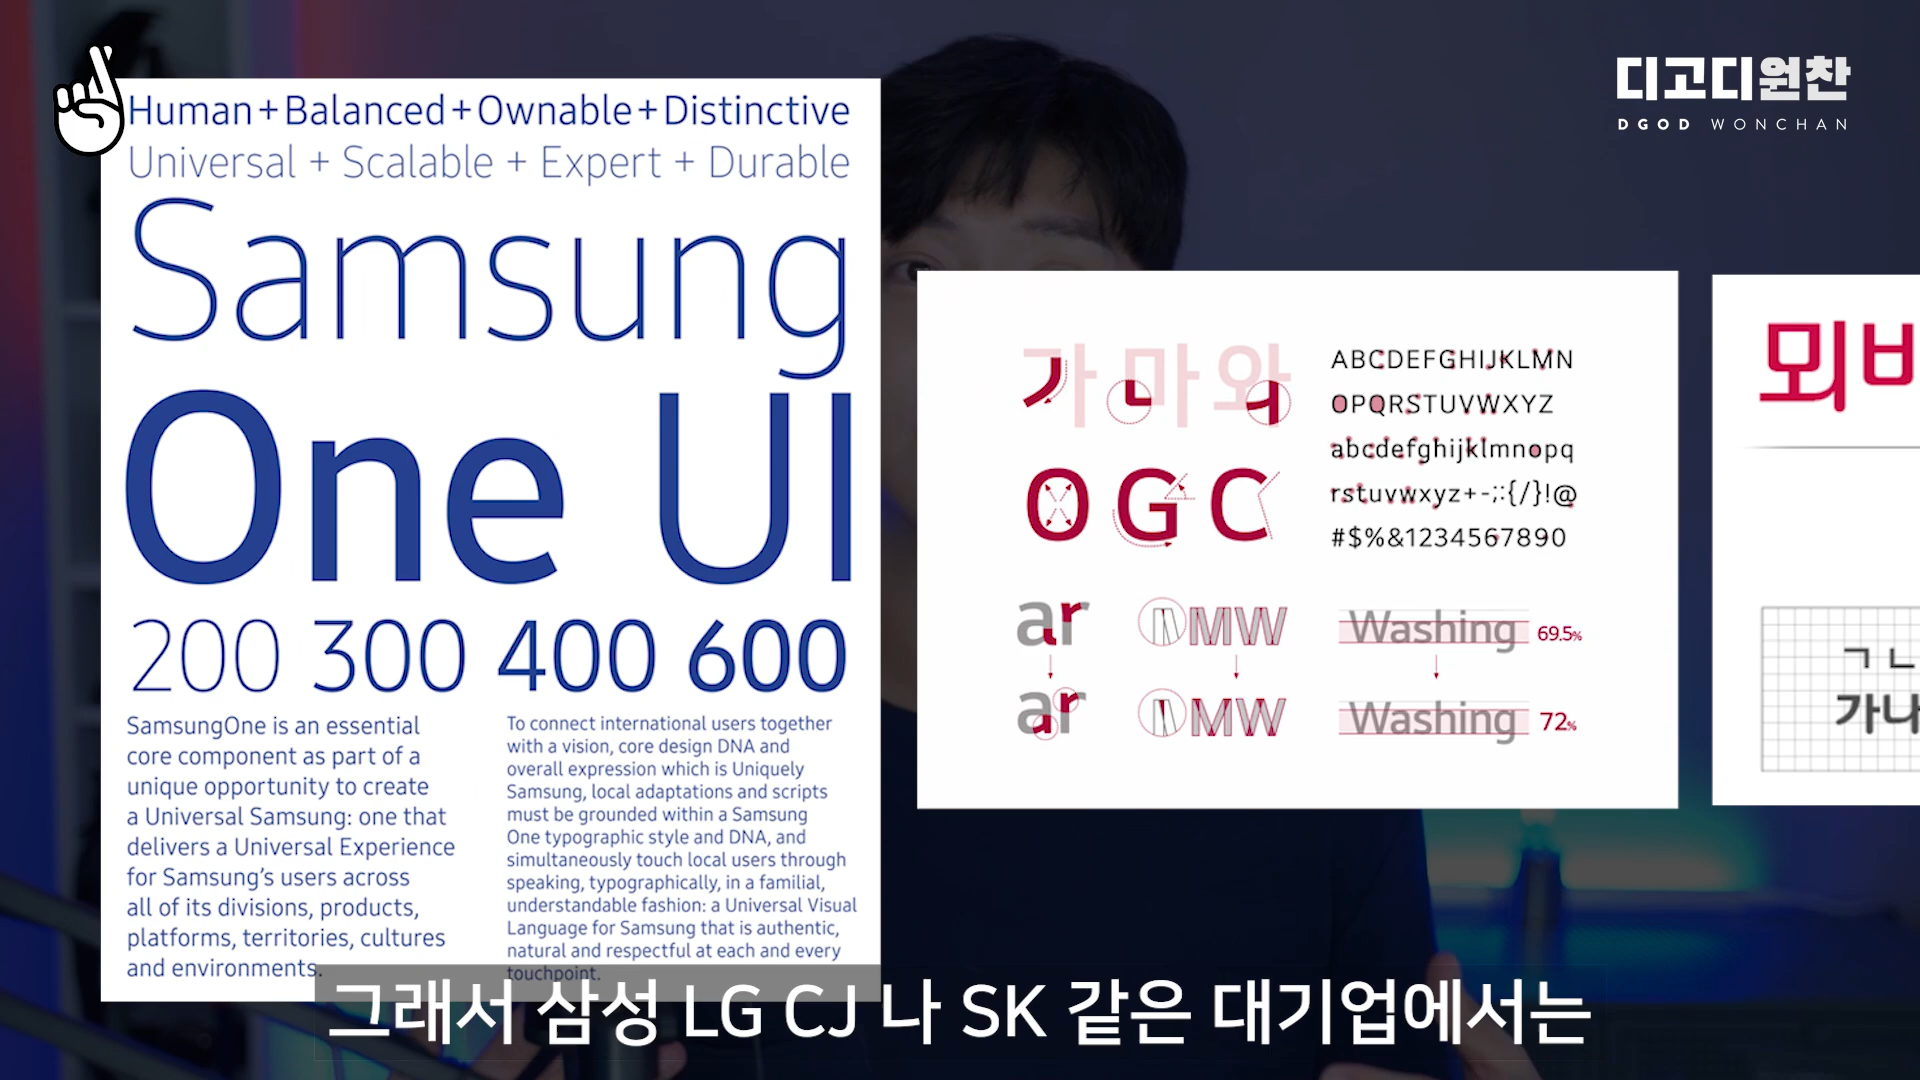 Human+Balanced+Ownable+Distinctive
Universal + Scalable + Expert + Durable
Samsung
One UI
200 300 400 600
SamsungOne is an essential
core component as part of a
unique opportunity to create
a Universal Samsung: one that
delivers a Universal Experience
for Samsung’s users across
all of its divisions, products,
platforms, territories, cultures
and environments.
To connect international users together
with a vision, core design DNA and
overall expression which is Uniquely
Samsung, local adaptations and scripts
must be grounded within a Samsung
One typographic style and DNA, and
simultaneously touch local users through
speaking, typographically, in a familial,
understandable fashion: a Universal Visual
Language for Samsung that is authentic,
natural and respectful at each and every
touchpoint.
디고디원찬
DGOD WONCHAN
가 마 와
O G C
ABCDEFGHIJKLMN
OPQRSTUVWXYZ
abcdefghijklmnopq
rstuvwxyz+-;:{/}!@
#$%&1234567890
ar
MW
Washing 69.5%
ar
MW
Washing 72%
뫼비
ㄱ ㄴ
가나
그래서 삼성 LG CJ 나 SK 같은 대기업에서는